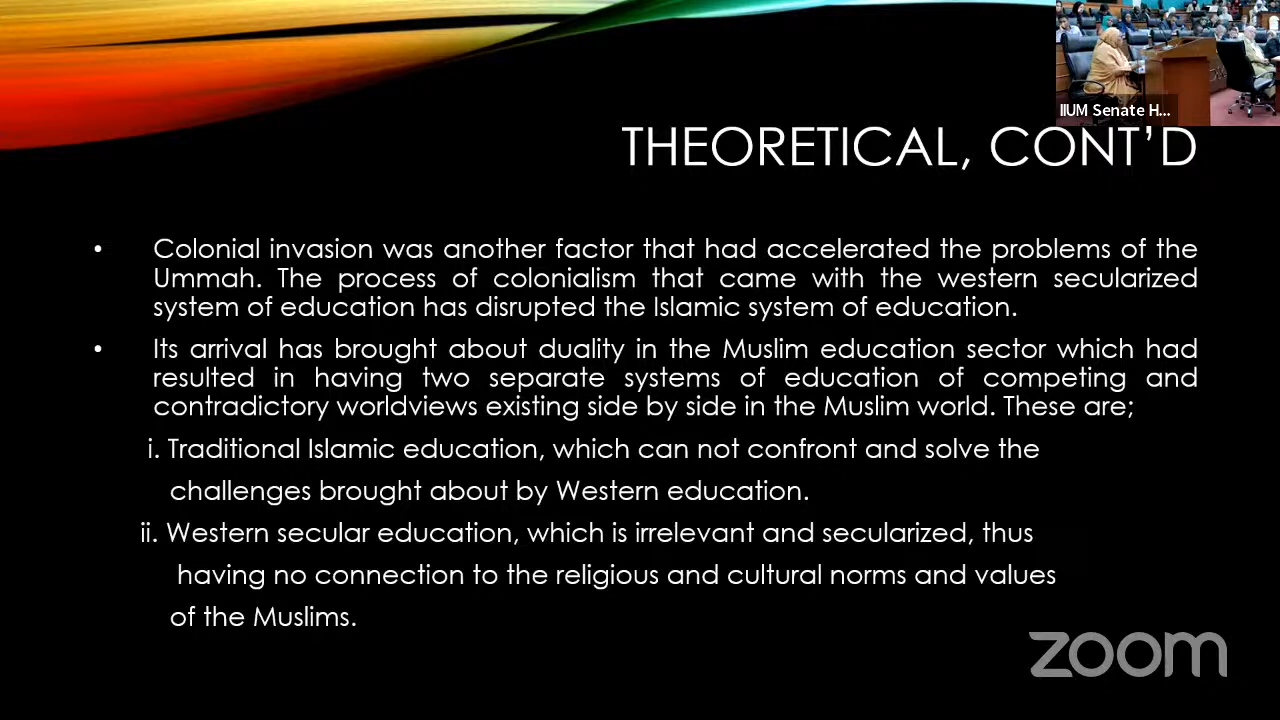 IIUM Senate H...
THEORETICAL, CONT'D
• Colonial invasion was another factor that had accelerated the problems of the
Ummah. The process of colonialism that came with the western secularized
system of education has disrupted the Islamic system of education.
• Its arrival has brought about duality in the Muslim education sector which had
resulted in having two separate systems of education of competing and
contradictory worldviews existing side by side in the Muslim world. These are;
i. Traditional Islamic education, which can not confront and solve the
challenges brought about by Western education.
ii. Western secular education, which is irrelevant and secularized, thus
having no connection to the religious and cultural norms and values
of the Muslims.
zoom